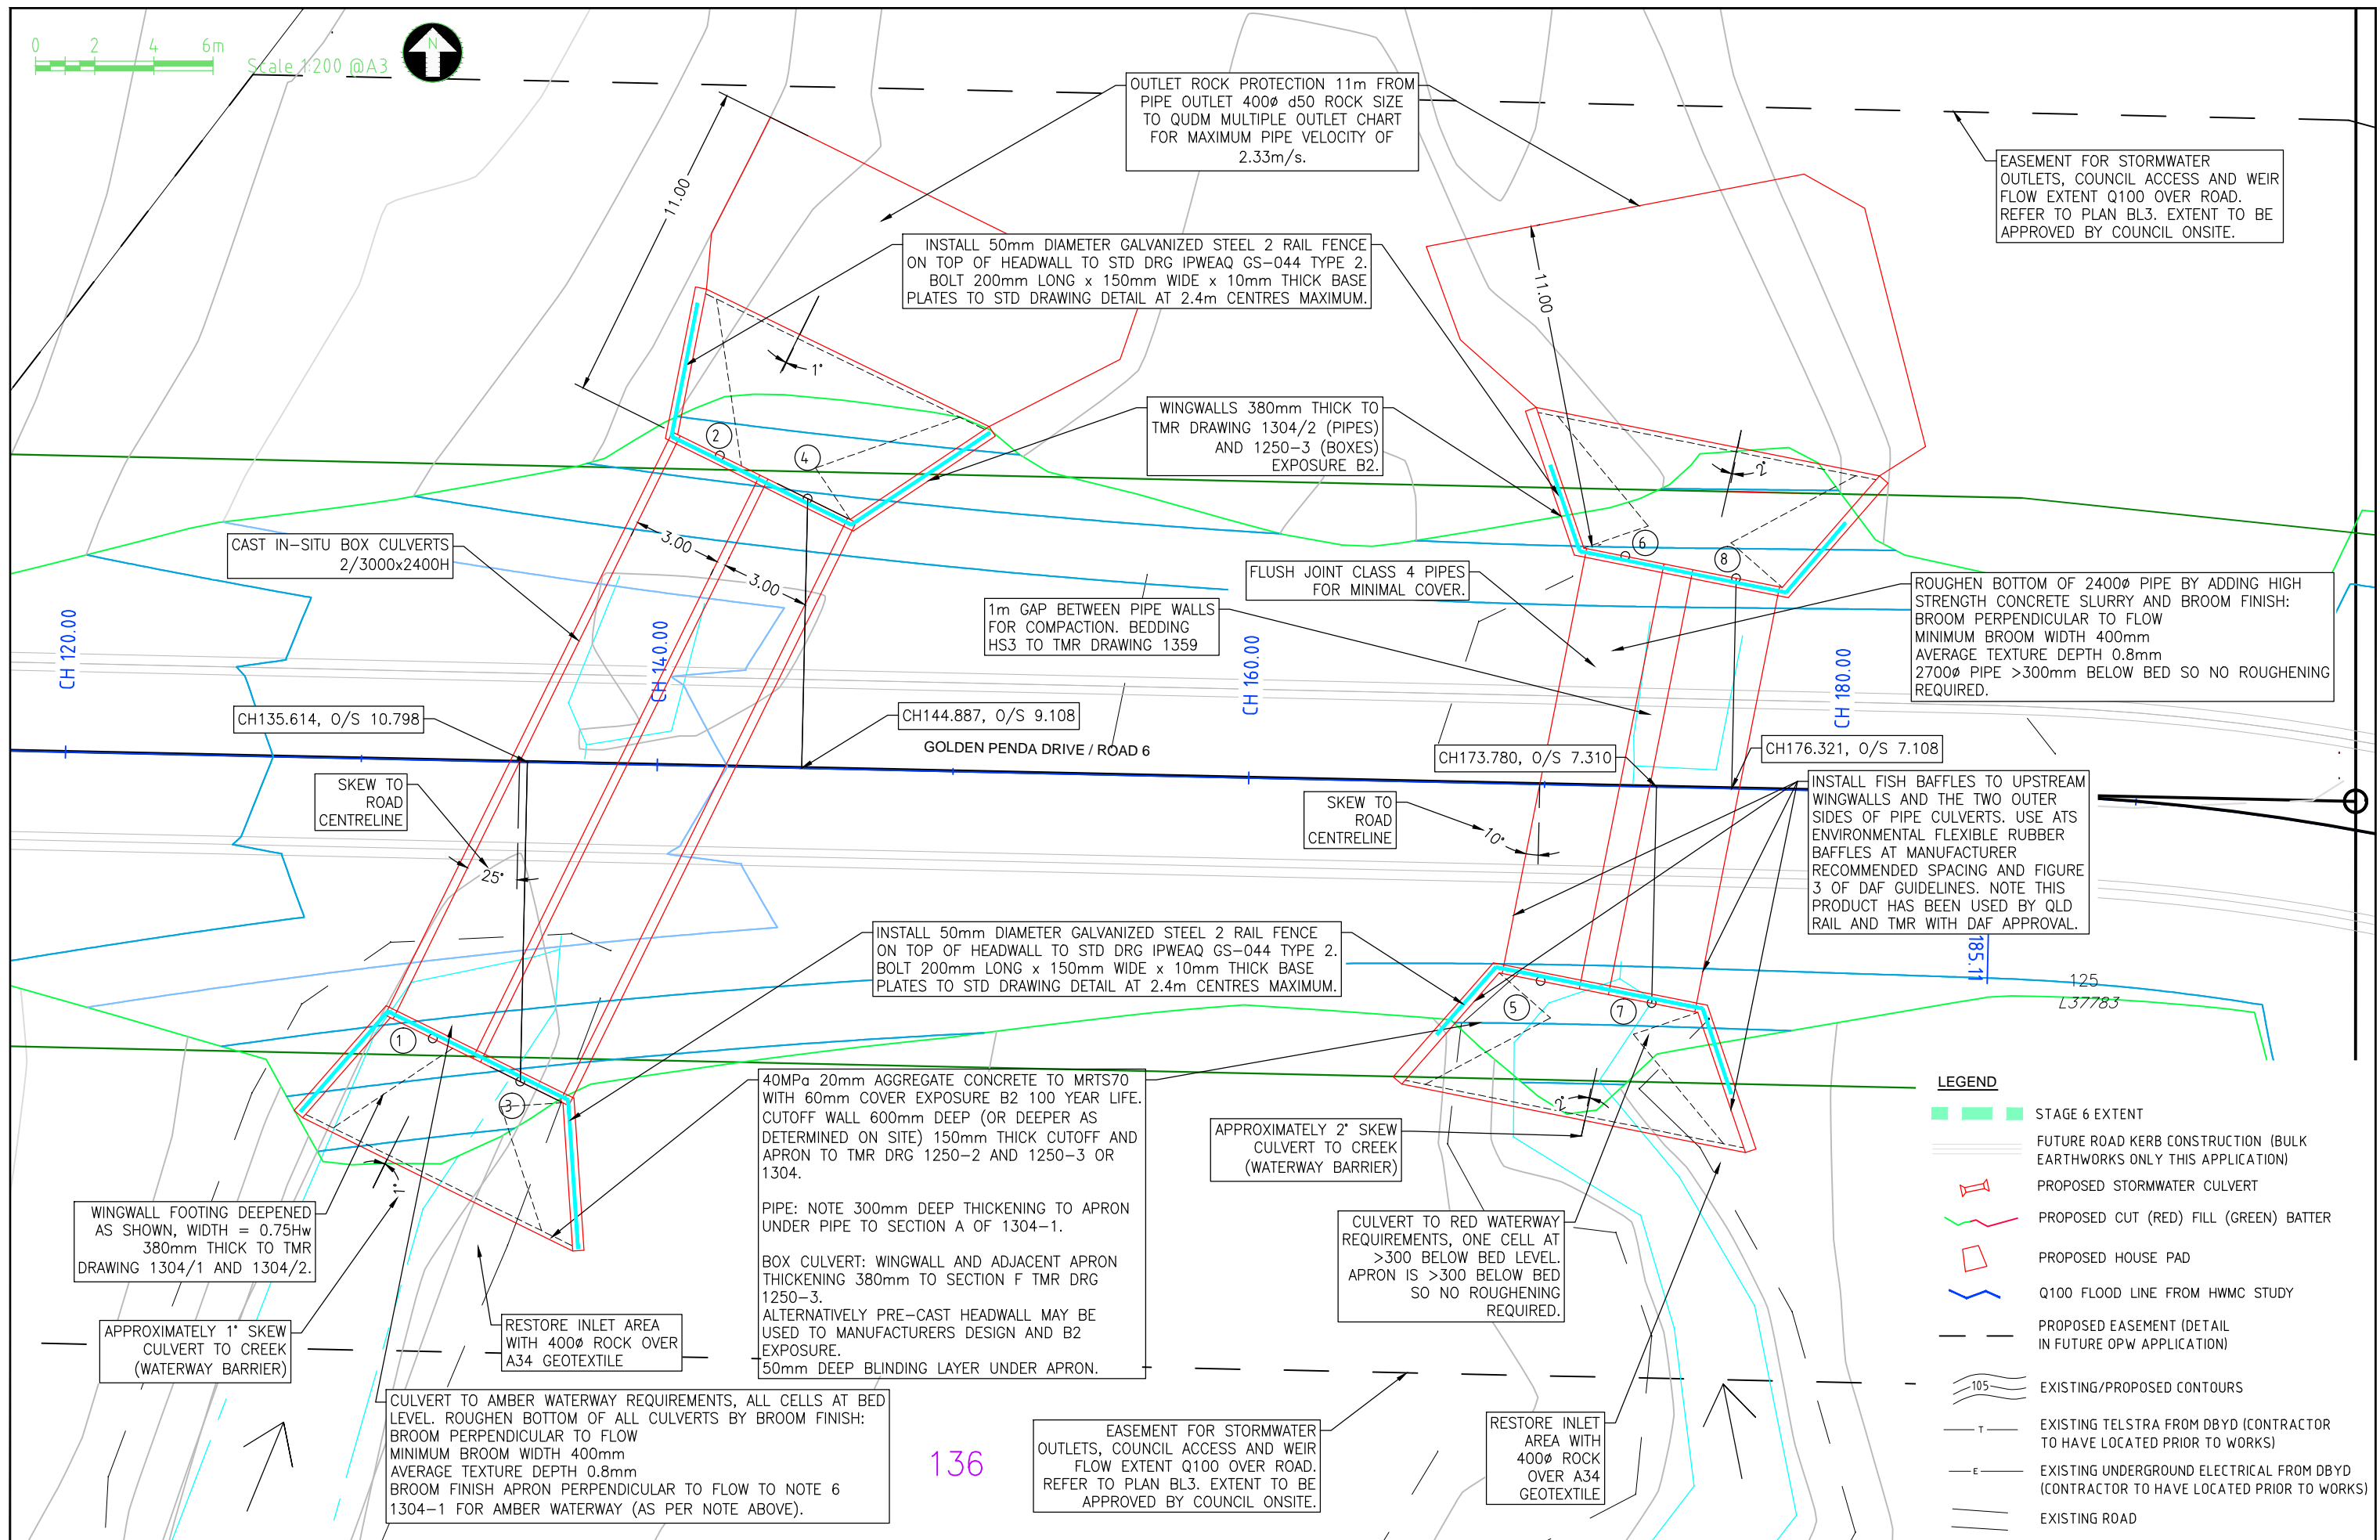 0 2 4 6m
Scale 1:200 @A3
N
OUTLET ROCK PROTECTION 11m FROM
PIPE OUTLET 400ø d50 ROCK SIZE
TO QUDM MULTIPLE OUTLET CHART
FOR MAXIMUM PIPE VELOCITY OF
2.33m/s.
EASEMENT FOR STORMWATER
OUTLETS, COUNCIL ACCESS AND WEIR
FLOW EXTENT Q100 OVER ROAD.
REFER TO PLAN BL3. EXTENT TO BE
APPROVED BY COUNCIL ONSITE.
11.00
INSTALL 50mm DIAMETER GALVANIZED STEEL 2 RAIL FENCE
ON TOP OF HEADWALL TO STD DRG IPWEAQ GS-044 TYPE 2.
BOLT 200mm LONG x 150mm WIDE x 10mm THICK BASE
PLATES TO STD DRAWING DETAIL AT 2.4m CENTRES MAXIMUM.
11.00
1°
WINGWALLS 380mm THICK TO
TMR DRAWING 1304/2 (PIPES)
AND 1250-3 (BOXES)
EXPOSURE B2.
2
4
2°
6
8
CAST IN-SITU BOX CULVERTS
2/3000x2400H
3.00
3.00
FLUSH JOINT CLASS 4 PIPES
FOR MINIMAL COVER.
1m GAP BETWEEN PIPE WALLS
FOR COMPACTION. BEDDING
HS3 TO TMR DRAWING 1359
ROUGHEN BOTTOM OF 2400ø PIPE BY ADDING HIGH
STRENGTH CONCRETE SLURRY AND BROOM FINISH:
BROOM PERPENDICULAR TO FLOW
MINIMUM BROOM WIDTH 400mm
AVERAGE TEXTURE DEPTH 0.8mm
2700ø PIPE >300mm BELOW BED SO NO ROUGHENING
REQUIRED.
CH 120.00
CH 140.00
CH 160.00
CH 180.00
CH135.614, O/S 10.798
CH144.887, O/S 9.108
GOLDEN PENDA DRIVE / ROAD 6
CH173.780, O/S 7.310
CH176.321, O/S 7.108
SKEW TO
ROAD
CENTRELINE
25°
SKEW TO
ROAD
CENTRELINE
10°
INSTALL FISH BAFFLES TO UPSTREAM
WINGWALLS AND THE TWO OUTER
SIDES OF PIPE CULVERTS. USE ATS
ENVIRONMENTAL FLEXIBLE RUBBER
BAFFLES AT MANUFACTURER
RECOMMENDED SPACING AND FIGURE
3 OF DAF GUIDELINES. NOTE THIS
PRODUCT HAS BEEN USED BY QLD
RAIL AND TMR WITH DAF APPROVAL.
185.11
125
L37783
INSTALL 50mm DIAMETER GALVANIZED STEEL 2 RAIL FENCE
ON TOP OF HEADWALL TO STD DRG IPWEAQ GS-044 TYPE 2.
BOLT 200mm LONG x 150mm WIDE x 10mm THICK BASE
PLATES TO STD DRAWING DETAIL AT 2.4m CENTRES MAXIMUM.
1
3
5
7
40MPa 20mm AGGREGATE CONCRETE TO MRTS70
WITH 60mm COVER EXPOSURE B2 100 YEAR LIFE.
CUTOFF WALL 600mm DEEP (OR DEEPER AS
DETERMINED ON SITE) 150mm THICK CUTOFF AND
APRON TO TMR DRG 1250-2 AND 1250-3 OR
1304.
PIPE: NOTE 300mm DEEP THICKENING TO APRON
UNDER PIPE TO SECTION A OF 1304-1.
BOX CULVERT: WINGWALL AND ADJACENT APRON
THICKENING 380mm TO SECTION F TMR DRG
1250-3.
ALTERNATIVELY PRE-CAST HEADWALL MAY BE
USED TO MANUFACTURERS DESIGN AND B2
EXPOSURE.
50mm DEEP BLINDING LAYER UNDER APRON.
2°
APPROXIMATELY 2° SKEW
CULVERT TO CREEK
(WATERWAY BARRIER)
1°
WINGWALL FOOTING DEEPENED
AS SHOWN, WIDTH = 0.75Hw
380mm THICK TO TMR
DRAWING 1304/1 AND 1304/2.
CULVERT TO RED WATERWAY
REQUIREMENTS, ONE CELL AT
>300 BELOW BED LEVEL.
APRON IS >300 BELOW BED
SO NO ROUGHENING
REQUIRED.
APPROXIMATELY 1° SKEW
CULVERT TO CREEK
(WATERWAY BARRIER)
RESTORE INLET AREA
WITH 400ø ROCK OVER
A34 GEOTEXTILE
CULVERT TO AMBER WATERWAY REQUIREMENTS, ALL CELLS AT BED
LEVEL. ROUGHEN BOTTOM OF ALL CULVERTS BY BROOM FINISH:
BROOM PERPENDICULAR TO FLOW
MINIMUM BROOM WIDTH 400mm
AVERAGE TEXTURE DEPTH 0.8mm
BROOM FINISH APRON PERPENDICULAR TO FLOW TO NOTE 6
1304-1 FOR AMBER WATERWAY (AS PER NOTE ABOVE).
136
EASEMENT FOR STORMWATER
OUTLETS, COUNCIL ACCESS AND WEIR
FLOW EXTENT Q100 OVER ROAD.
REFER TO PLAN BL3. EXTENT TO BE
APPROVED BY COUNCIL ONSITE.
RESTORE INLET
AREA WITH
400ø ROCK
OVER A34
GEOTEXTILE
LEGEND
STAGE 6 EXTENT
FUTURE ROAD KERB CONSTRUCTION (BULK
EARTHWORKS ONLY THIS APPLICATION)
PROPOSED STORMWATER CULVERT
PROPOSED CUT (RED) FILL (GREEN) BATTER
PROPOSED HOUSE PAD
Q100 FLOOD LINE FROM HWMC STUDY
PROPOSED EASEMENT (DETAIL
IN FUTURE OPW APPLICATION)
105
EXISTING/PROPOSED CONTOURS
T
EXISTING TELSTRA FROM DBYD (CONTRACTOR
TO HAVE LOCATED PRIOR TO WORKS)
E
EXISTING UNDERGROUND ELECTRICAL FROM DBYD
(CONTRACTOR TO HAVE LOCATED PRIOR TO WORKS)
EXISTING ROAD